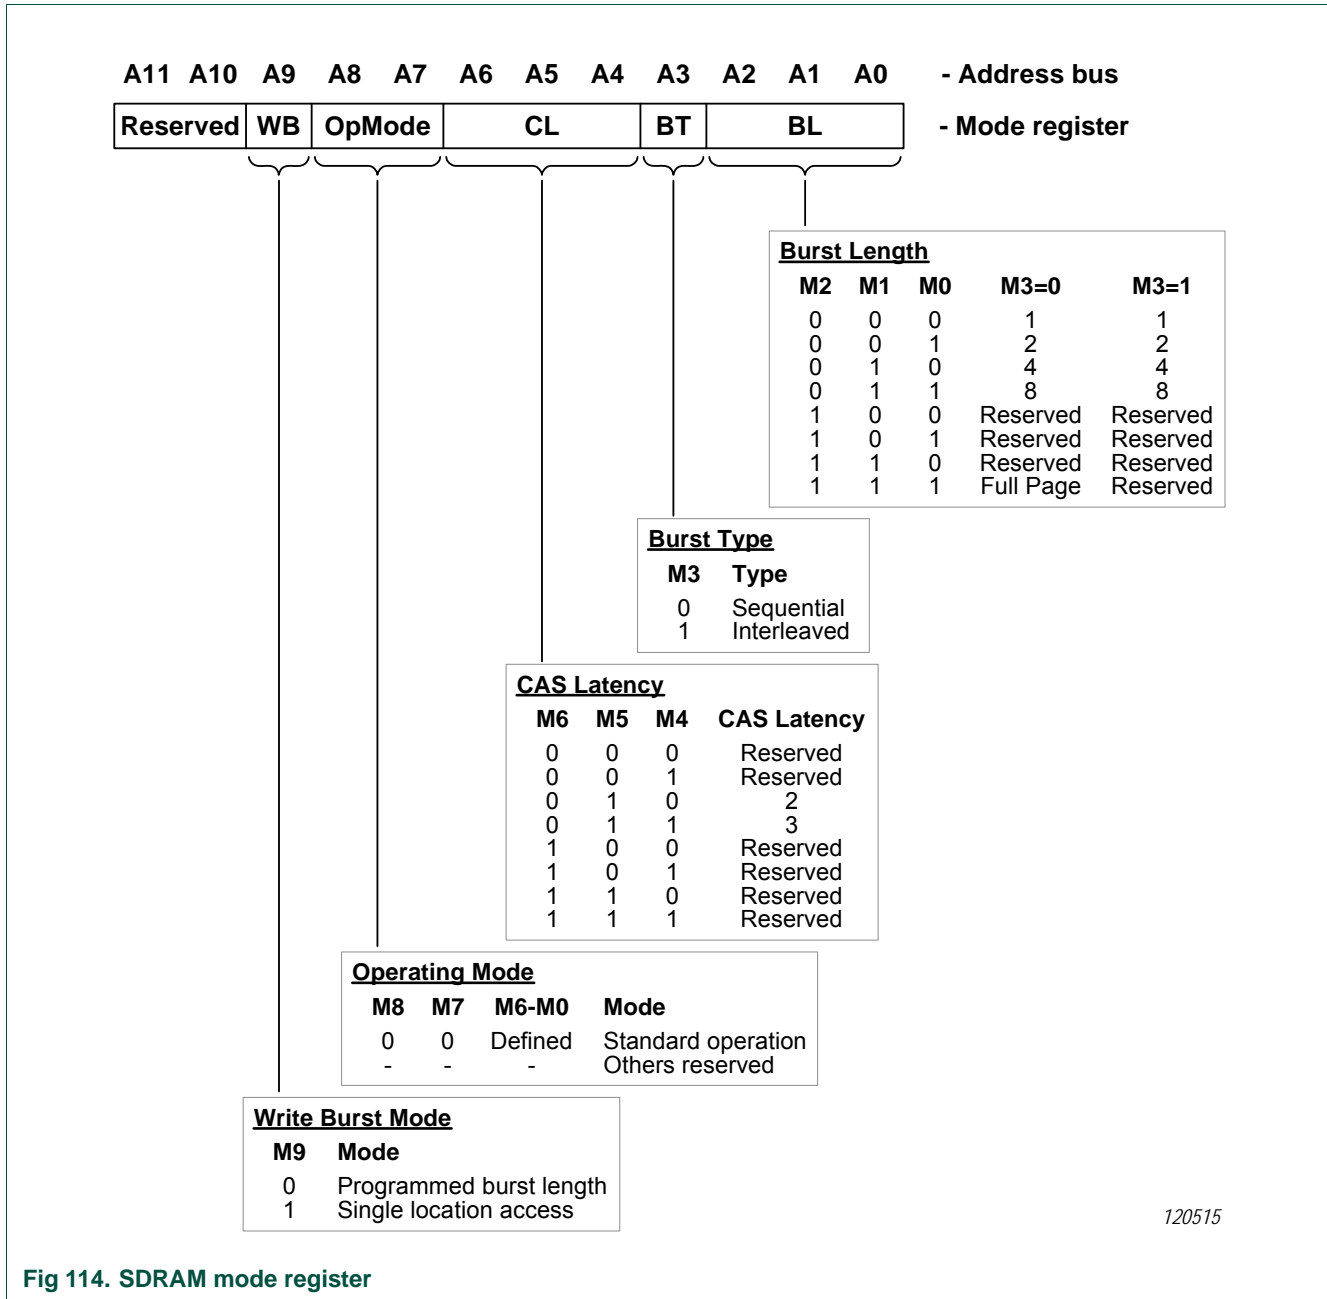 A11 A10 A9 A8 A7 A6 A5 A4 A3 A2 A1 A0 - Address bus
Reserved WB OpMode CL BT BL - Mode register
Burst Length
M2 M1 M0 M3=0 M3=1
0 0 0 1 1
0 0 1 2 2
0 1 0 4 4
0 1 1 8 8
1 0 0 Reserved Reserved
1 0 1 Reserved Reserved
1 1 0 Reserved Reserved
1 1 1 Full Page Reserved
Burst Type
M3 Type
0 Sequential
1 Interleaved
CAS Latency
M6 M5 M4 CAS Latency
0 0 0 Reserved
0 0 1 Reserved
0 1 0 2
0 1 1 3
1 0 0 Reserved
1 0 1 Reserved
1 1 0 Reserved
1 1 1 Reserved
Operating Mode
M8 M7 M6-M0 Mode
0 0 Defined Standard operation
- - - Others reserved
Write Burst Mode
M9 Mode
0 Programmed burst length
1 Single location access
120515
Fig 114. SDRAM mode register